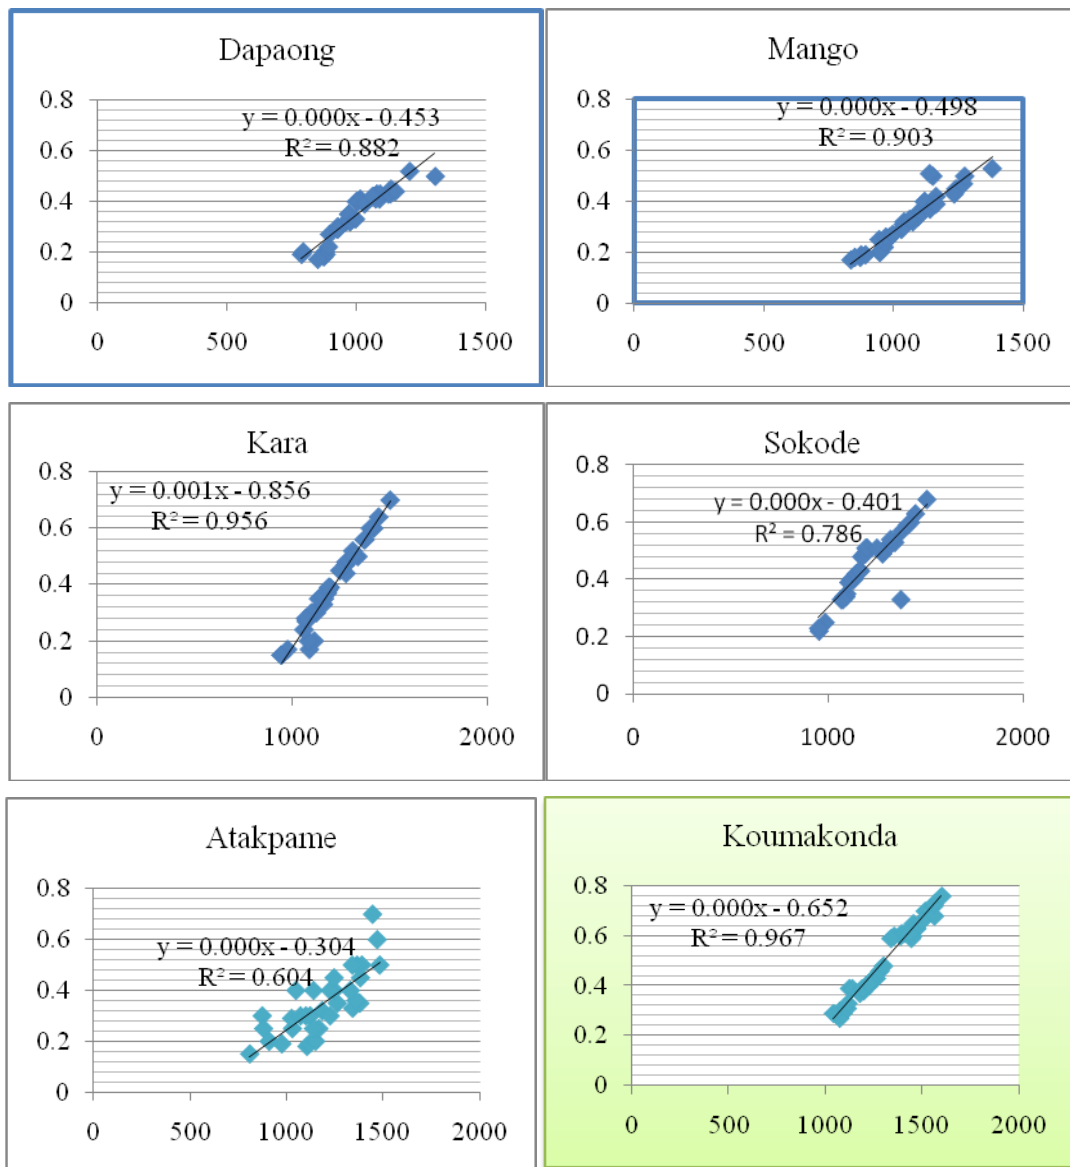 Dapaong
0.8
y = 0.000x - 0.453
R² = 0.882
0.6
0.4
0.2
0
0 500 1000 1500
Mango
0.8
y = 0.000x - 0.498
R² = 0.903
0.6
0.4
0.2
0
0 500 1000 1500
Kara
0.8
y = 0.001x - 0.856
R² = 0.956
0.6
0.4
0.2
0
0 1000 2000
Sokode
0.8
y = 0.000x - 0.401
R² = 0.786
0.6
0.4
0.2
0
0 1000 2000
Atakpame
0.8
y = 0.000x - 0.304
R² = 0.604
0.6
0.4
0.2
0
0 500 1000 1500 2000
Koumakonda
0.8
y = 0.000x - 0.652
R² = 0.967
0.6
0.4
0.2
0
0 500 1000 1500 2000